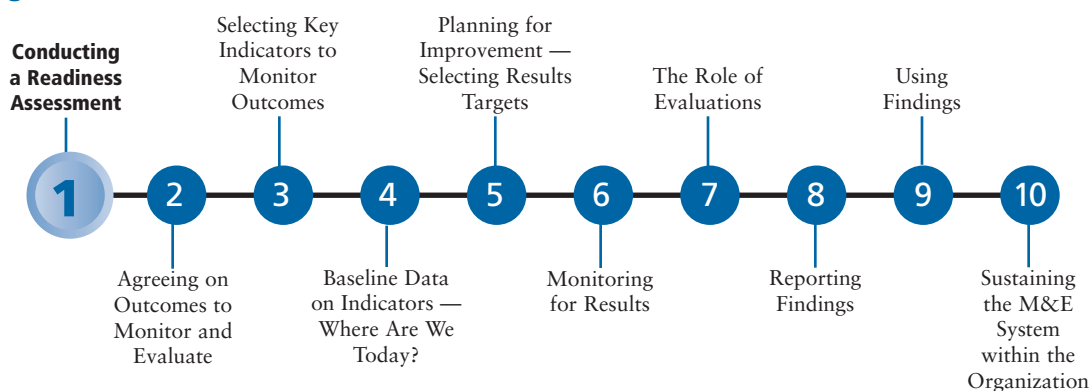 Conducting
a Readiness
Assessment
1
Agreeing on
Outcomes to
Monitor and
Evaluate
2
Selecting Key
Indicators to
Monitor
Outcomes
3
Baseline Data
on Indicators —
Where Are We
Today?
4
Planning for
Improvement —
Selecting Results
Targets
5
Monitoring
for Results
6
The Role of
Evaluations
7
Reporting
Findings
8
Using
Findings
9
Sustaining
the M&E
System
within the
Organization
10